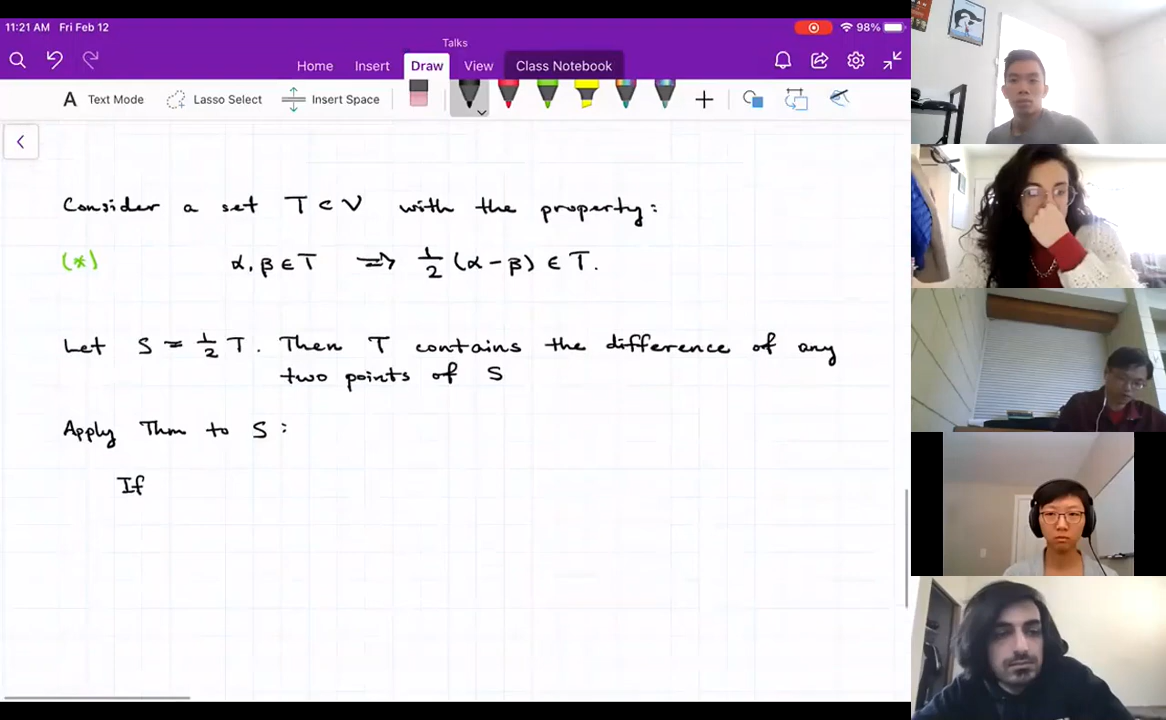 11:21 AM Fri Feb 12
98%
Talks
Home Insert Draw View Class Notebook
Text Mode Lasso Select Insert Space
Consider a set T ⊂ V with the property:
(*) α, β ∈ T ⟹ 1/2 (α - β) ∈ T.
Let S = 1/2 T. Then T contains the difference of any
two points of S
Apply Thm to S:
If